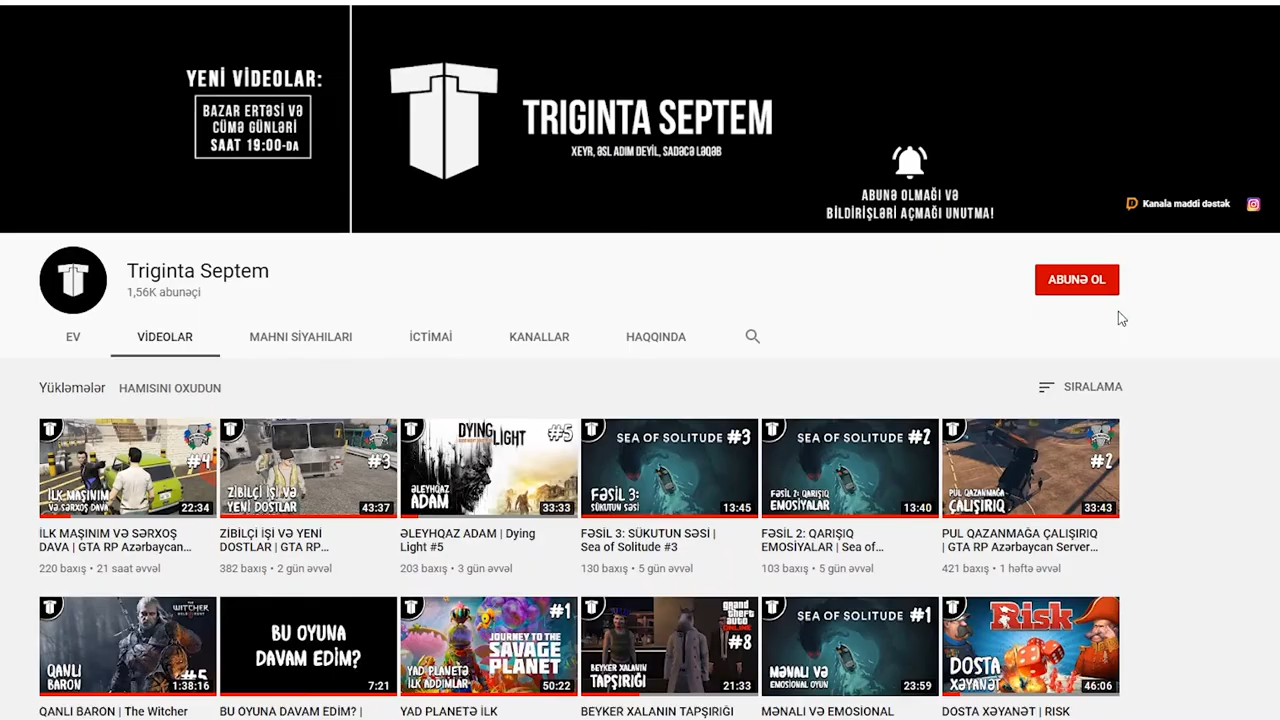 YENİ VİDEOLAR:
BAZAR ERTƏSİ VƏ
CÜMƏ GÜNLƏRİ
SAAT 19:00-DA
TRIGINTA SEPTEM
XEYR, ƏSL ADIM DEYİL, SADƏCƏ LƏQƏB
ABUNƏ OLMAĞI VƏ
BİLDİRİŞLƏRİ AÇMAĞI UNUTMA!
Kanala maddi dəstək
Triginta Septem
1,56K abunəçi
ABUNƏ OL
EV
VİDEOLAR
MAHNI SİYAHILARI
İCTİMAİ
KANALLAR
HAQQINDA
Yükləmələr
HAMISINI OXUDUN
SIRALAMA
#4
İLK MAŞINIM
VƏ SƏRXOŞ DAVA
22:34
#3
ZİBİLÇİ İŞİ VƏ
YENİ DOSTLAR
43:37
DYING LIGHT
#5
ƏLEYHQAZ
ADAM
33:33
SEA OF SOLITUDE #3
FƏSİL 3:
SÜKUTUN SƏSİ
13:45
SEA OF SOLITUDE #2
FƏSİL 2: QARIŞIQ
EMOSİYALAR
13:40
#2
PUL QAZANMAĞA
ÇALIŞIRIQ
33:43
İLK MAŞINIM VƏ SƏRXOŞ
DAVA | GTA RP Azərbaycan...
220 baxış • 21 saat əvvəl
ZİBİLÇİ İŞİ VƏ YENİ
DOSTLAR | GTA RP...
382 baxış • 2 gün əvvəl
ƏLEYHQAZ ADAM | Dying
Light #5
203 baxış • 3 gün əvvəl
FƏSİL 3: SÜKUTUN SƏSİ |
Sea of Solitude #3
130 baxış • 5 gün əvvəl
FƏSİL 2: QARIŞIQ
EMOSİYALAR | Sea of...
103 baxış • 5 gün əvvəl
PUL QAZANMAĞA ÇALIŞIRIQ
| GTA RP Azərbaycan Server...
421 baxış • 1 həftə əvvəl
THE WITCHER
QANLI
BARON
#5
1:38:16
BU OYUNA
DAVAM EDİM?
7:21
#1
JOURNEY TO THE
SAVAGE
PLANET
YAD PLANETƏ
İLK ADDIMLAR
50:22
grand
theft
auto
ONLINE
#8
BEYKER XALANIN
TAPŞIRIĞI
21:33
SEA OF SOLITUDE #1
MƏNALI VƏ
EMOSIONAL OYUN
23:59
RISK
DOSTA
XƏYANƏT
46:06
QANLI BARON | The Witcher
BU OYUNA DAVAM EDİM? |
YAD PLANETƏ İLK
BEYKER XALANIN TAPŞIRIĞI
MƏNALI VƏ EMOSIONAL
DOSTA XƏYANƏT | RISK